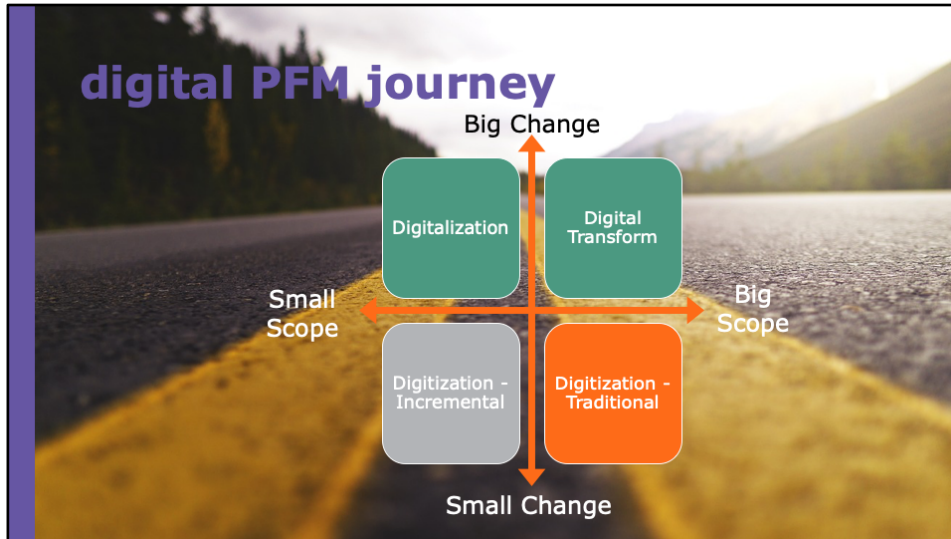 digital PFM journey
Big Change
Digitalization
Digital
Transform
Small
Scope
Big
Scope
Digitization -
Incremental
Digitization -
Traditional
Small Change